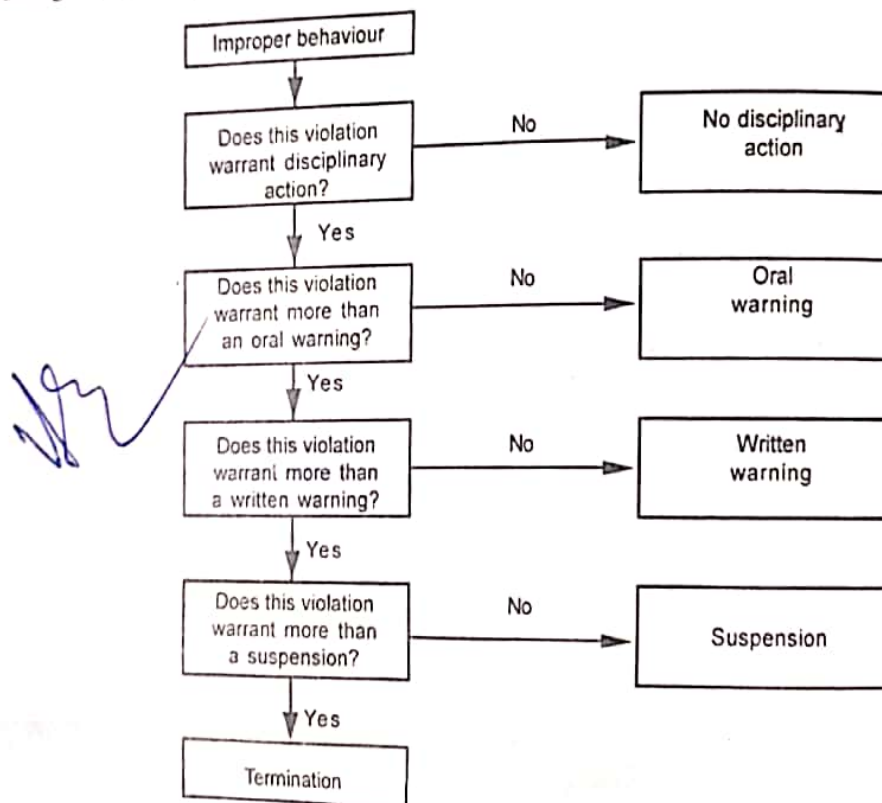 Improper behaviour
Does this violation
warrant disciplinary
action?
No
No disciplinary
action
Yes
Does this violation
warrant more than
an oral warning?
No
Oral
warning
Yes
Does this violation
warrant more than
a written warning?
No
Written
warning
Yes
Does this violation
warrant more than
a suspension?
No
Suspension
Yes
Termination